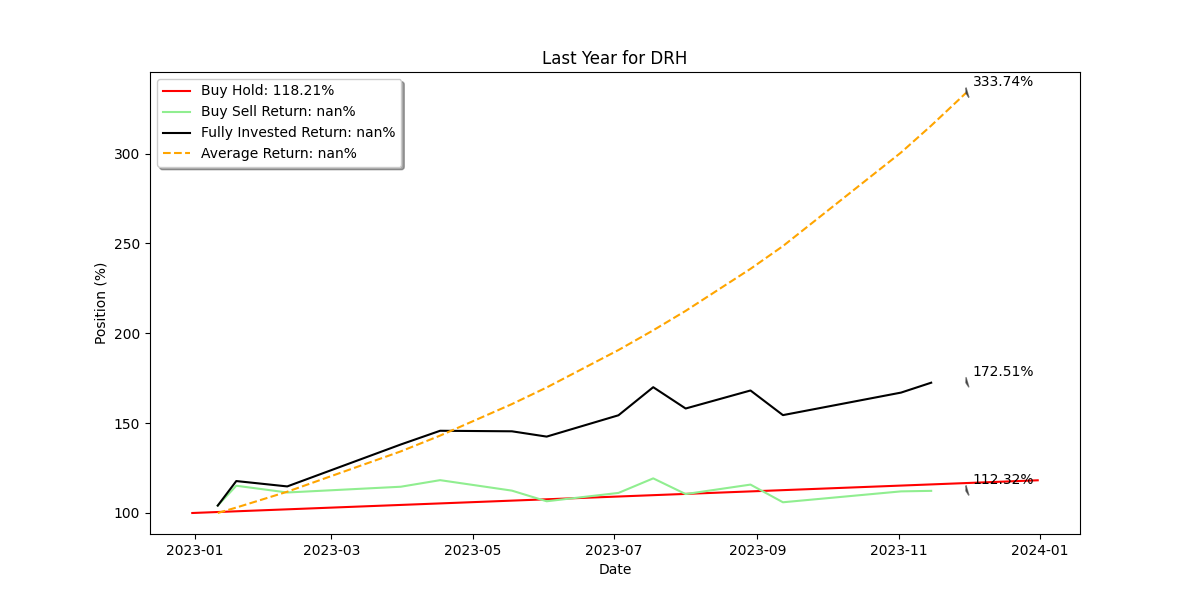 Last Year for DRH
333.74%
Buy Hold: 118.21%
Buy Sell Return: nan%
Fully Invested Return: nan%
Average Return: nan%
300
250
Position (%)
200
172.51%
150
112.32%
100
2023-01 2023-03 2023-05 2023-07 2023-09 2023-11 2024-01
Date